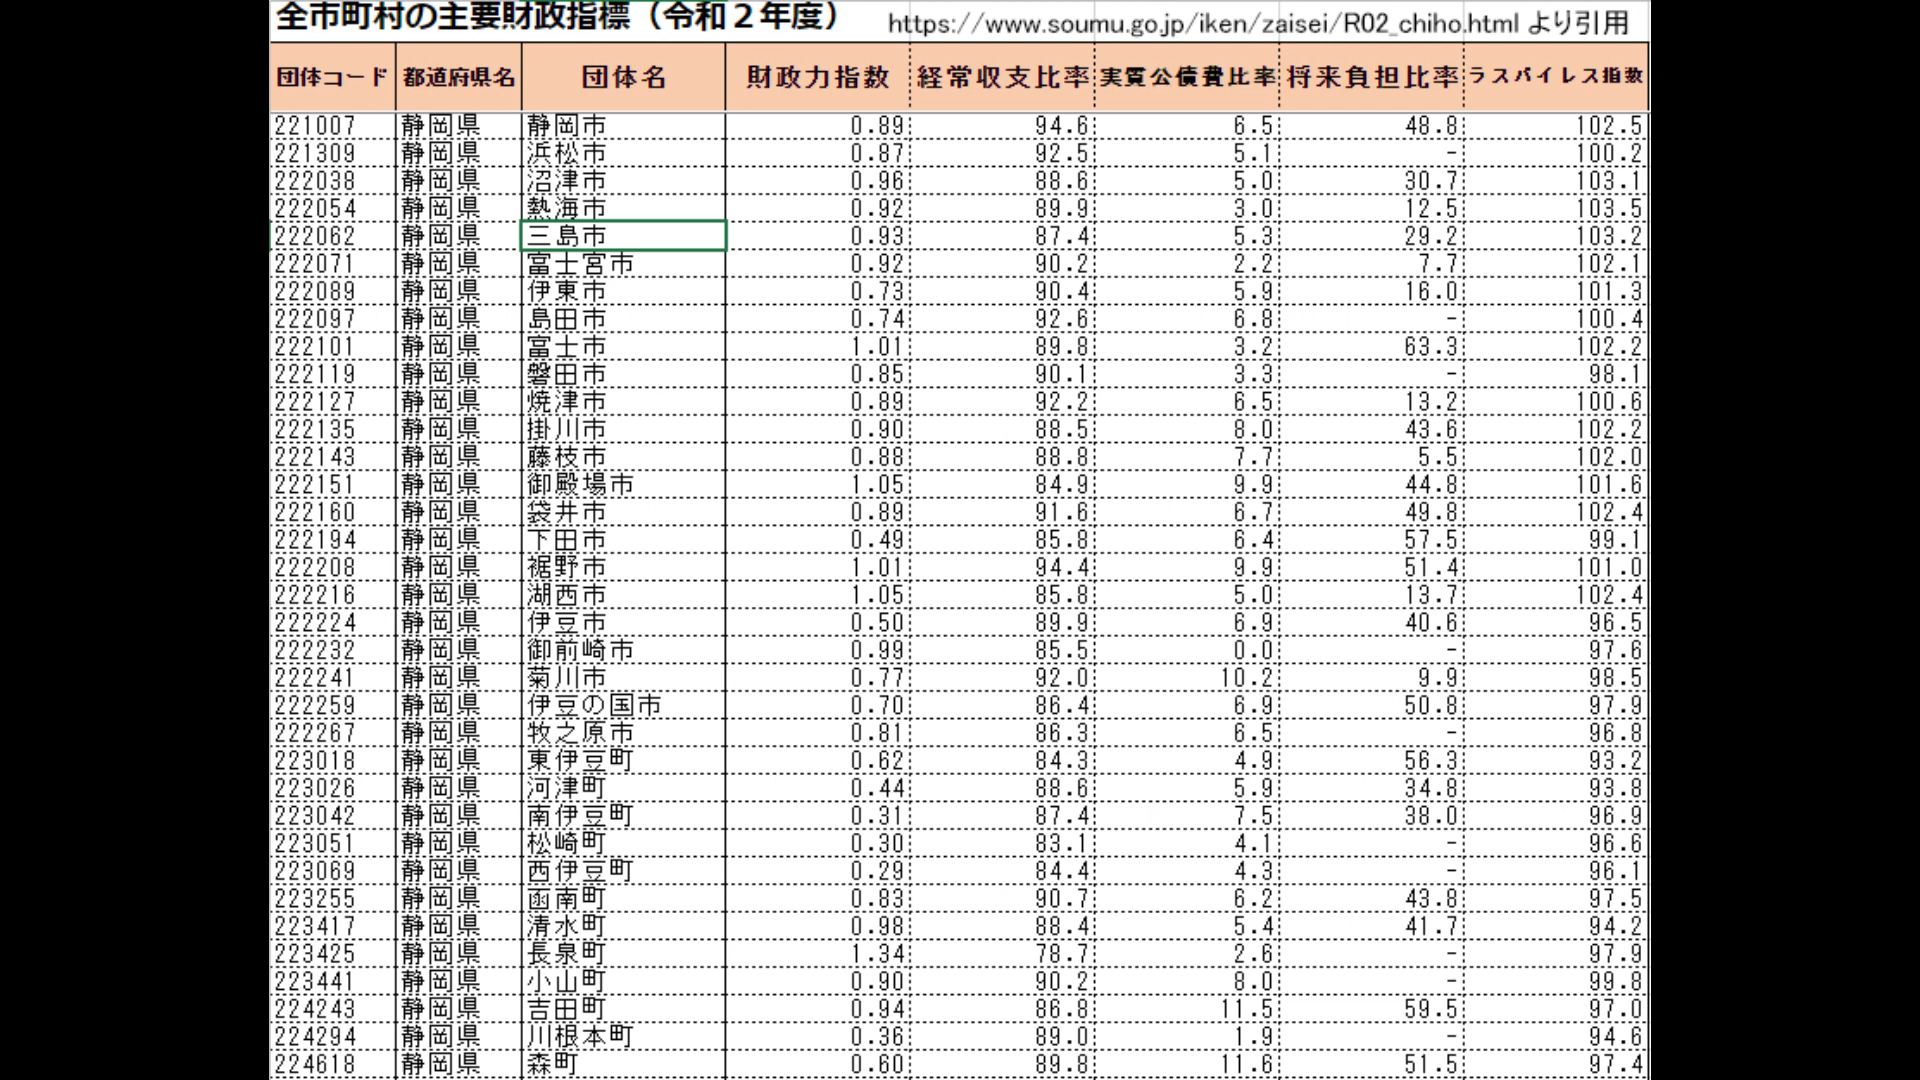 全市町村の主要財政指標（令和２年度） https://www.soumu.go.jp/iken/zaisei/R02_chiho.html より引用
団体コード 都道府県名 団体名 財政力指数 経常収支比率 実質公債費比率 将来負担比率 ラスパイレス指数
221007 静岡県 静岡市 0.89 94.6 6.5 48.8 102.5
221309 静岡県 浜松市 0.87 92.5 5.1 - 100.2
222038 静岡県 沼津市 0.96 88.6 5.0 30.7 103.1
222054 静岡県 熱海市 0.92 89.9 3.0 12.5 103.5
222062 静岡県 三島市 0.93 87.4 5.3 29.2 103.2
222071 静岡県 富士宮市 0.92 90.2 2.2 7.7 102.1
222089 静岡県 伊東市 0.73 90.4 5.9 16.0 101.3
222097 静岡県 島田市 0.74 92.6 6.8 - 100.4
222101 静岡県 富士市 1.01 89.8 3.2 63.3 102.2
222119 静岡県 磐田市 0.85 90.1 3.3 - 98.1
222127 静岡県 焼津市 0.89 92.2 6.5 13.2 100.6
222135 静岡県 掛川市 0.90 88.5 8.0 43.6 102.2
222143 静岡県 藤枝市 0.88 88.8 7.7 5.5 102.0
222151 静岡県 御殿場市 1.05 84.9 9.9 44.8 101.6
222160 静岡県 袋井市 0.89 91.6 6.7 49.8 102.4
222194 静岡県 下田市 0.49 85.8 6.4 57.5 99.1
222208 静岡県 裾野市 1.01 94.4 9.9 51.4 101.0
222216 静岡県 湖西市 1.05 85.8 5.0 13.7 102.4
222224 静岡県 伊豆市 0.50 89.9 6.9 40.6 96.5
222232 静岡県 御前崎市 0.99 85.5 0.0 - 97.6
222241 静岡県 菊川市 0.77 92.0 10.2 9.9 98.5
222259 静岡県 伊豆の国市 0.70 86.4 6.9 50.8 97.9
222267 静岡県 牧之原市 0.81 86.3 6.5 - 96.8
223018 静岡県 東伊豆町 0.62 84.3 4.9 56.3 93.2
223026 静岡県 河津町 0.44 88.6 5.9 34.8 93.8
223042 静岡県 南伊豆町 0.31 87.4 7.5 38.0 96.9
223051 静岡県 松崎町 0.30 83.1 4.1 - 96.6
223069 静岡県 西伊豆町 0.29 84.4 4.3 - 96.1
223255 静岡県 函南町 0.83 90.7 6.2 43.8 97.5
223417 静岡県 清水町 0.98 88.4 5.4 41.7 94.2
223425 静岡県 長泉町 1.34 78.7 2.6 - 97.9
223441 静岡県 小山町 0.90 90.2 8.0 - 99.8
224243 静岡県 吉田町 0.94 86.8 11.5 59.5 97.0
224294 静岡県 川根本町 0.36 89.0 1.9 - 94.6
224618 静岡県 森町 0.60 89.8 11.6 51.5 97.4